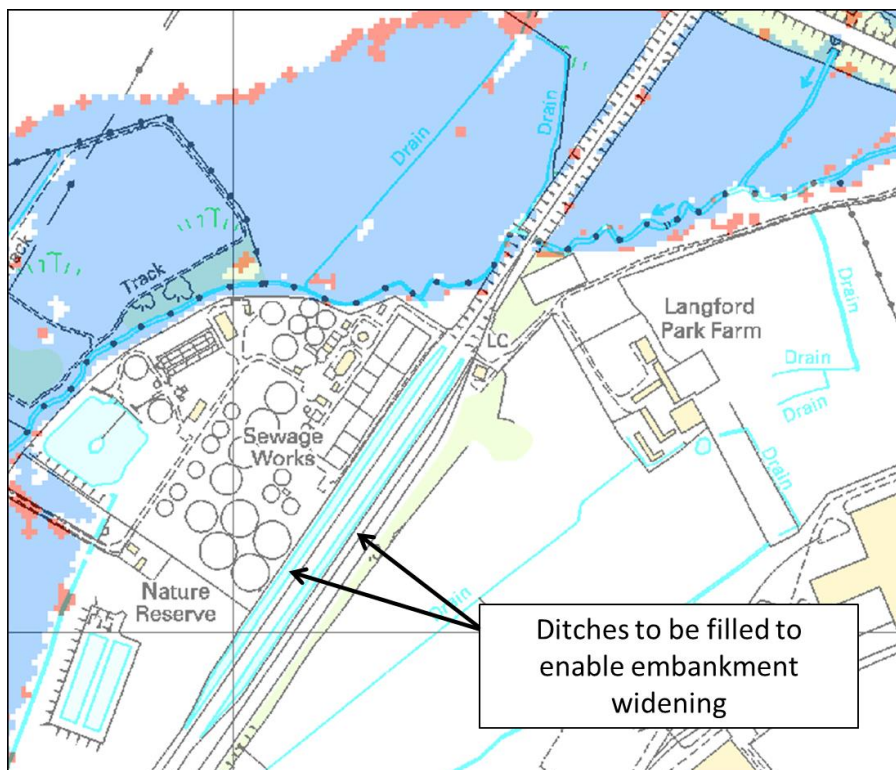 Drain
Drain
Track
Track
LC
Langford
Park Farm
Drain
Drain
Drain
Drain
Sewage
Works
Nature
Reserve
Drain
Ditches to be filled to
enable embankment
widening